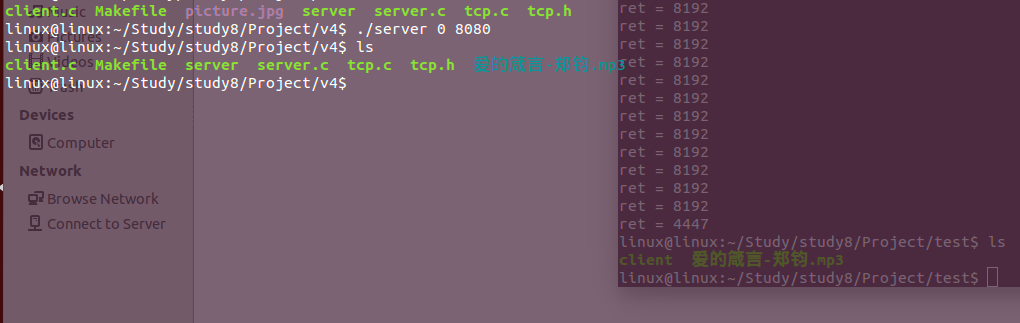 client.c Makefile picture.jpg server server.c tcp.c tcp.h
linux@linux:~/Study/study8/Project/v4$ ./server 0 8080
linux@linux:~/Study/study8/Project/v4$ ls
client.c Makefile server server.c tcp.c tcp.h 爱的箴言-郑钧.mp3
linux@linux:~/Study/study8/Project/v4$
Music
Pictures
Videos
Trash
Devices
Computer
Network
Browse Network
Connect to Server
ret = 8192
ret = 8192
ret = 8192
ret = 8192
ret = 8192
ret = 8192
ret = 8192
ret = 8192
ret = 8192
ret = 8192
ret = 8192
ret = 8192
ret = 4447
linux@linux:~/Study/study8/Project/test$ ls
client 爱的箴言-郑钧.mp3
linux@linux:~/Study/study8/Project/test$